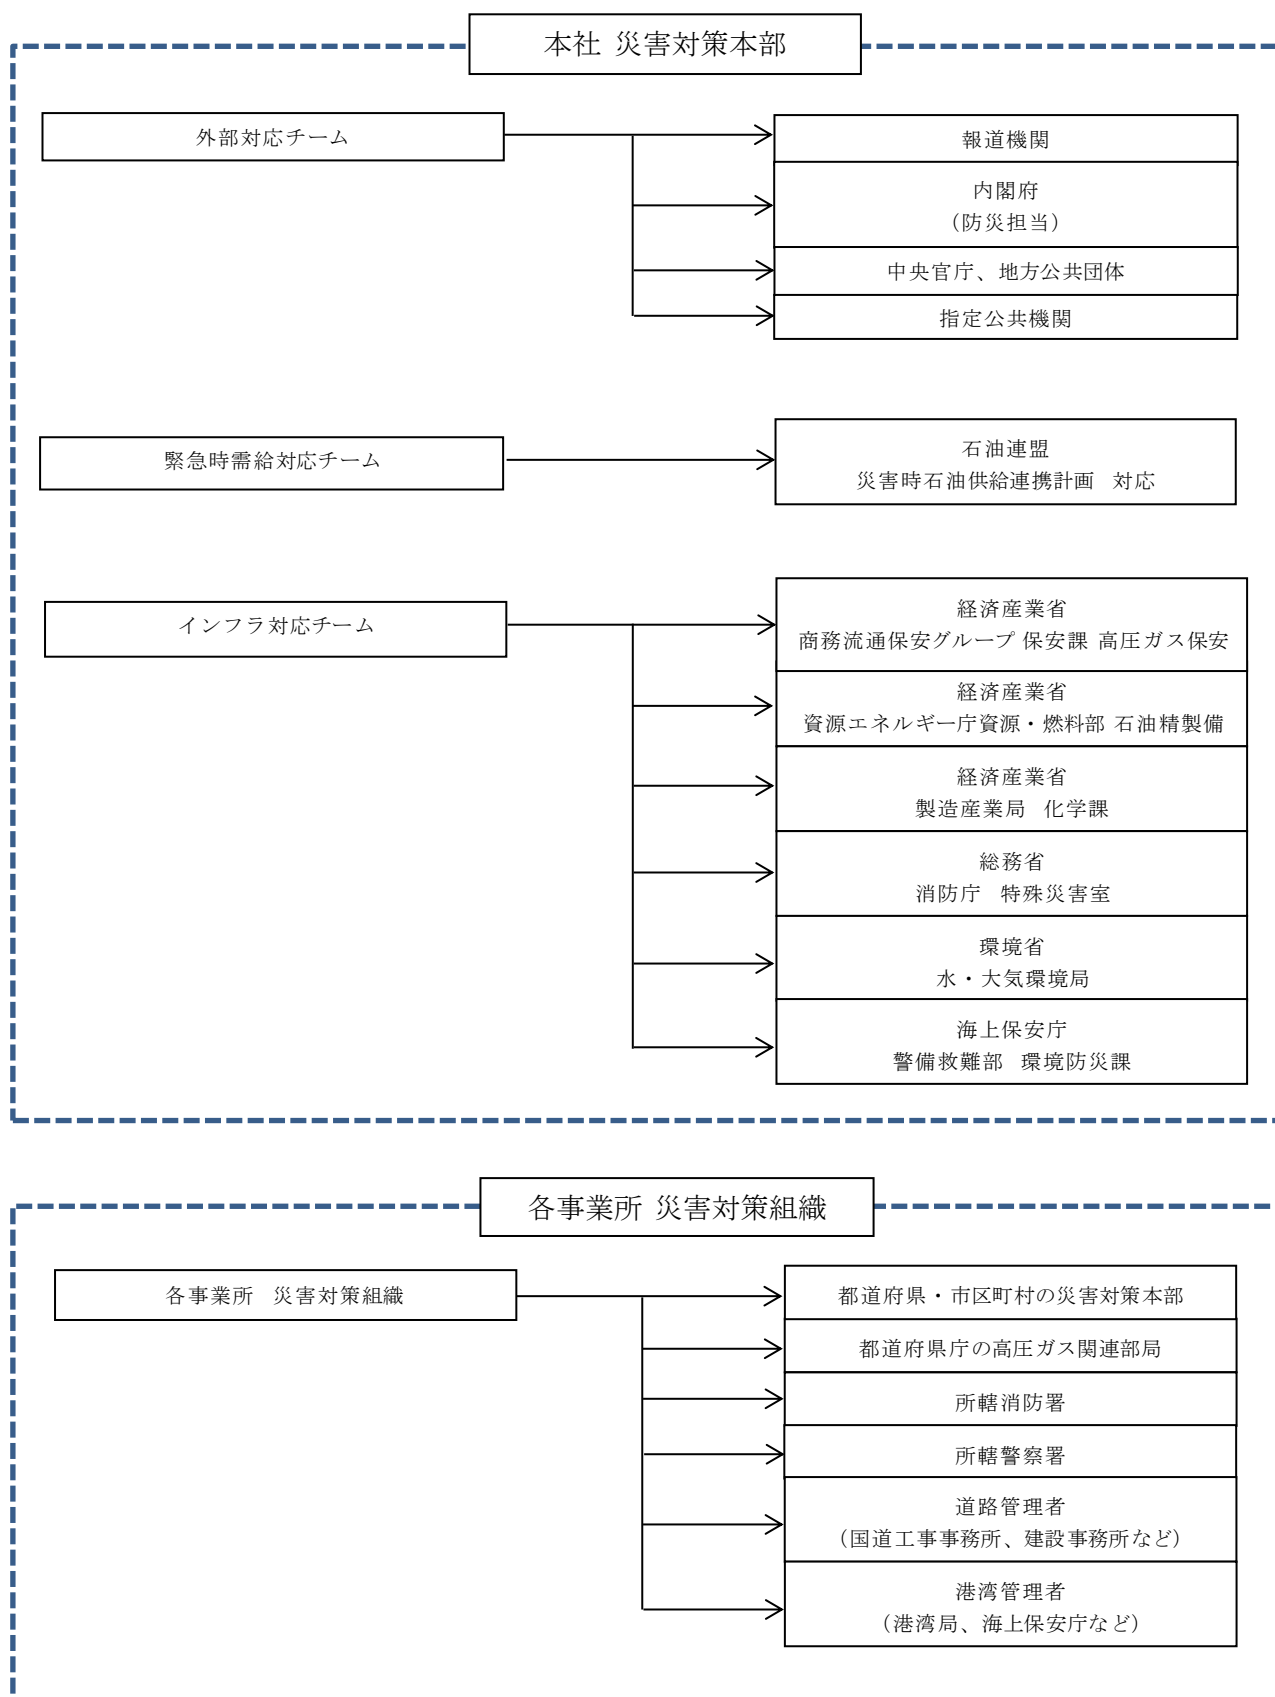 本社 災害対策本部
外部対応チーム
報道機関
内閣府
（防災担当）
中央官庁、地方公共団体
指定公共機関
緊急時需給対応チーム
石油連盟
災害時石油供給連携計画 対応
インフラ対応チーム
経済産業省
商務流通保安グループ 保安課 高圧ガス保安
経済産業省
資源エネルギー庁資源・燃料部 石油精製備
経済産業省
製造産業局 化学課
総務省
消防庁 特殊災害室
環境省
水・大気環境局
海上保安庁
警備救難部 環境防災課
各事業所 災害対策組織
各事業所 災害対策組織
都道府県・市区町村の災害対策本部
都道府県庁の高圧ガス関連部局
所轄消防署
所轄警察署
道路管理者
（国道工事事務所、建設事務所など）
港湾管理者
（港湾局、海上保安庁など）